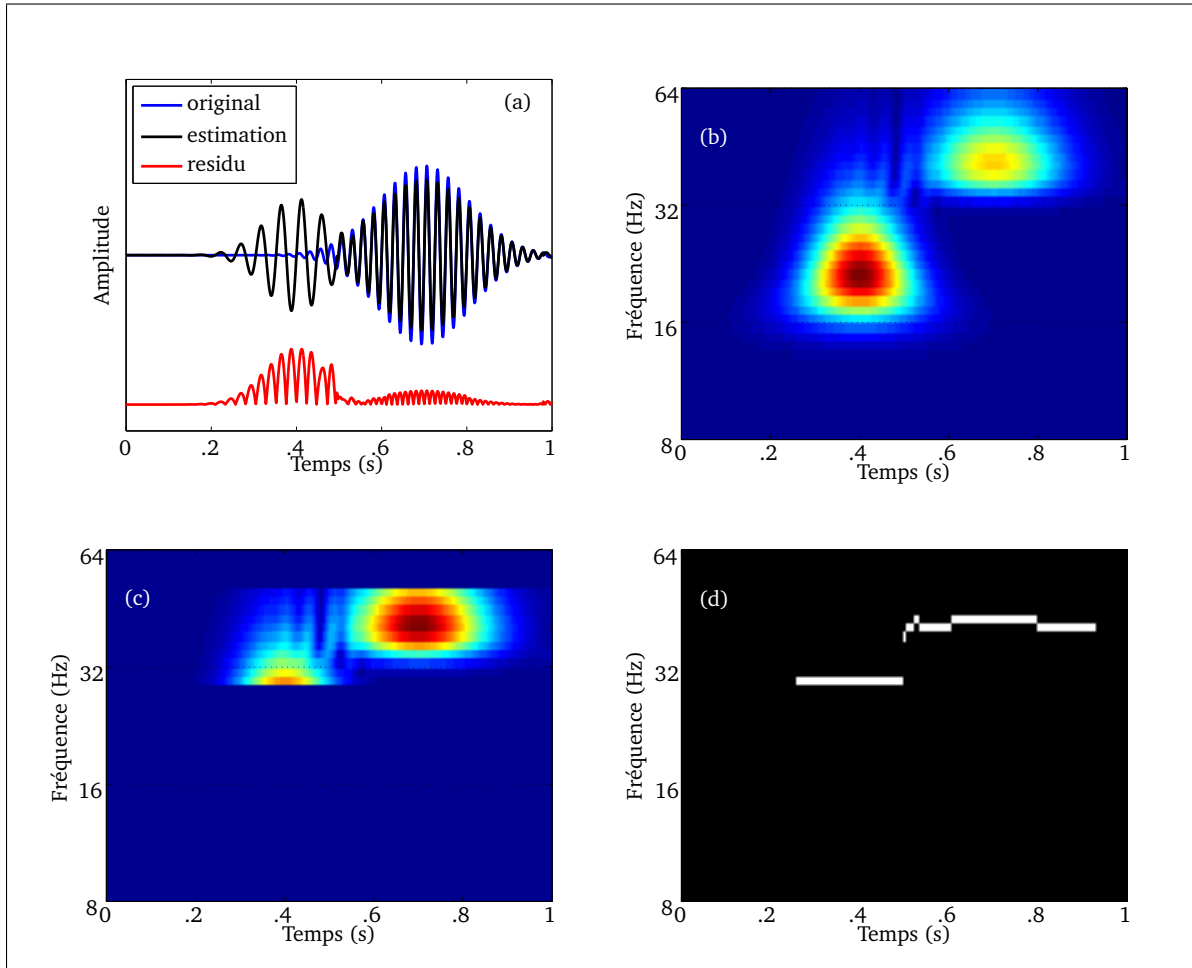 original
estimation
residu
(a)
Amplitude
0
.2
.4
.6
.8
1
Temps (s)
(b)
Fréquence (Hz)
64
32
16
8
0
.2
.4
.6
.8
1
Temps (s)
(c)
Fréquence (Hz)
64
32
16
8
0
.2
.4
.6
.8
1
Temps (s)
(d)
Fréquence (Hz)
64
32
16
8
0
.2
.4
.6
.8
1
Temps (s)